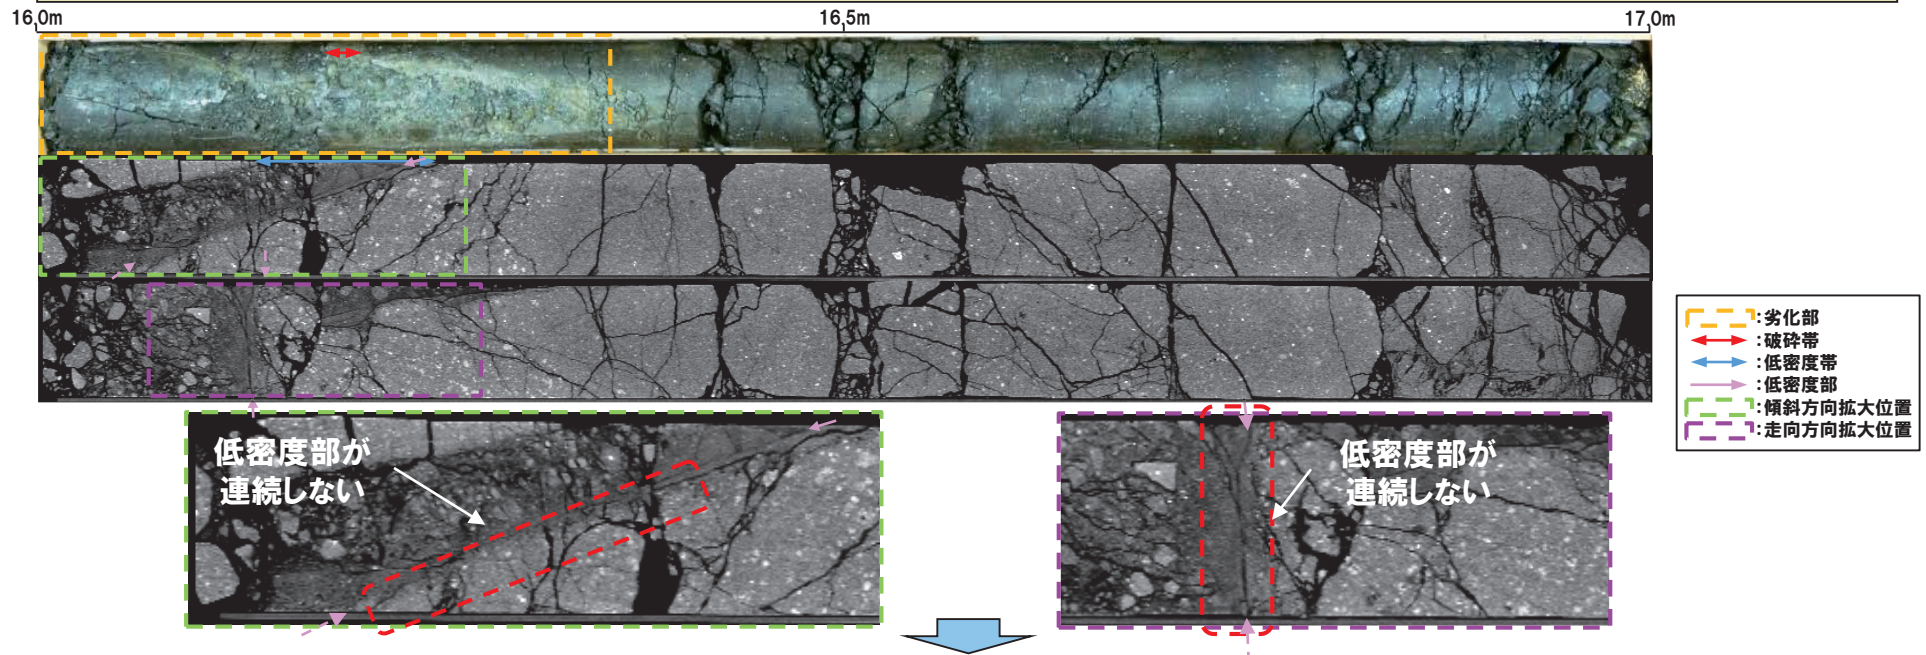 16.0m 16.5m 17.0m
:劣化部
:破砕帯
:低密度帯
:低密度部
:傾斜方向拡大位置
:走向方向拡大位置
低密度部が
連続しない
低密度部が
連続しない